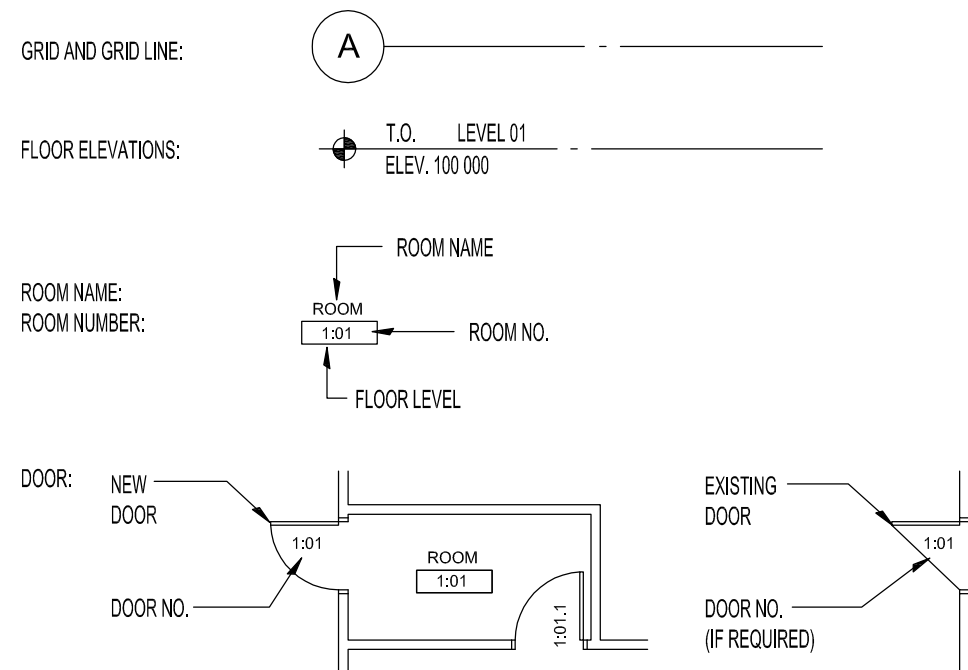 GRID AND GRID LINE:
A
FLOOR ELEVATIONS:
T.O. LEVEL 01
ELEV. 100 000
ROOM NAME
ROOM NAME:
ROOM NUMBER:
ROOM
1:01
ROOM NO.
FLOOR LEVEL
DOOR:
NEW
DOOR
1:01
DOOR NO.
ROOM
1:01
1:01.1
EXISTING
DOOR
1:01
DOOR NO.
(IF REQUIRED)